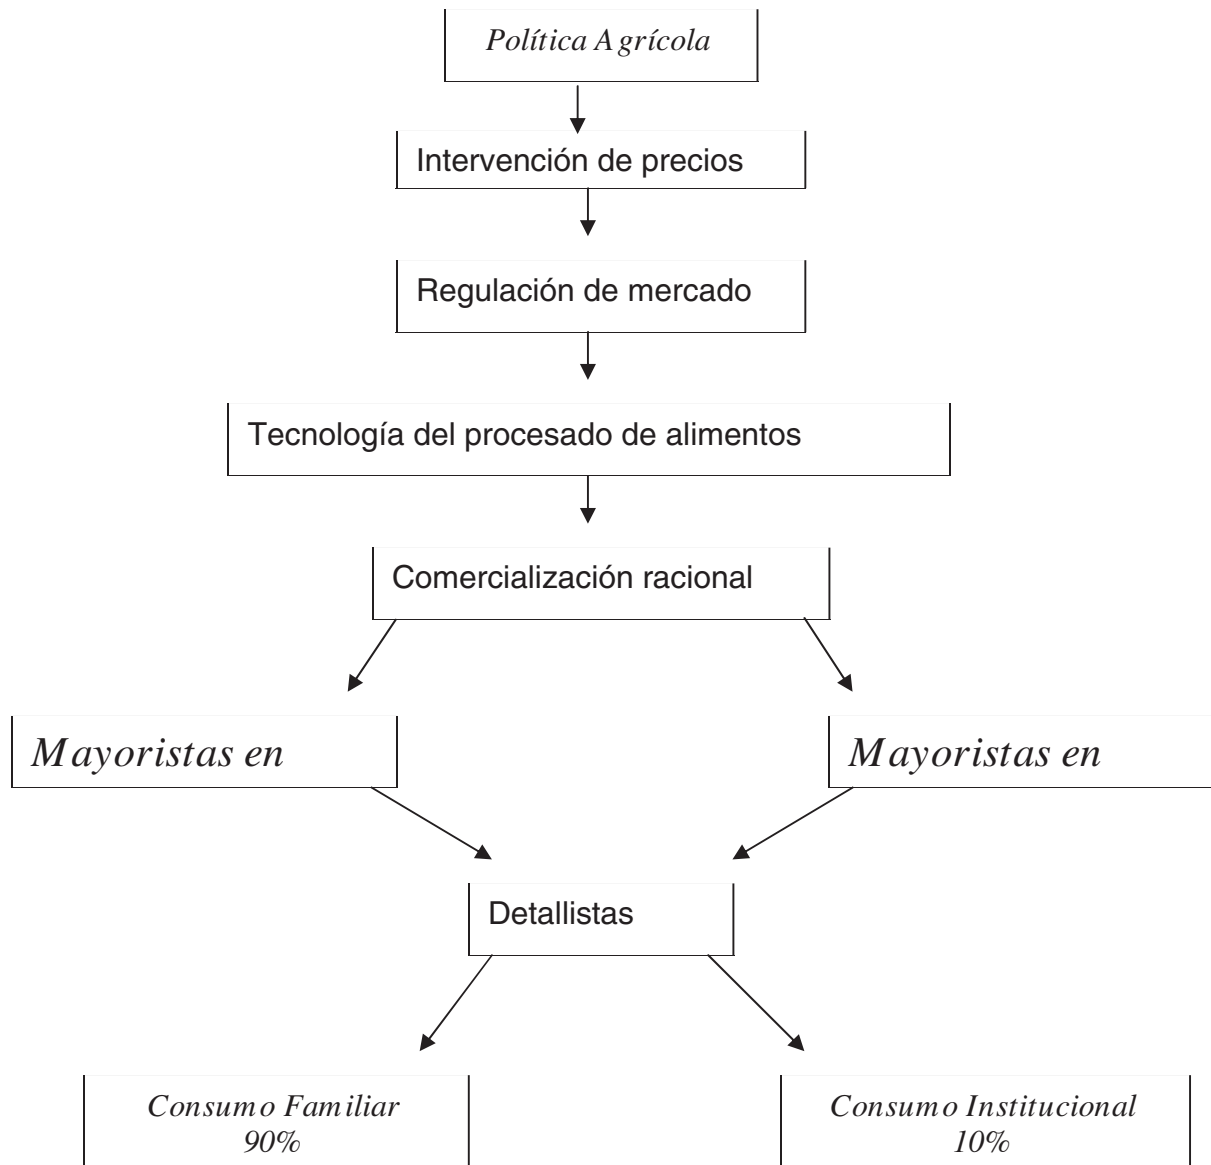 Política Agrícola
Intervención de precios
Regulación de mercado
Tecnología del procesado de alimentos
Comercialización racional
Mayoristas en
Mayoristas en
Detallistas
Consumo Familiar
90%
Consumo Institucional
10%